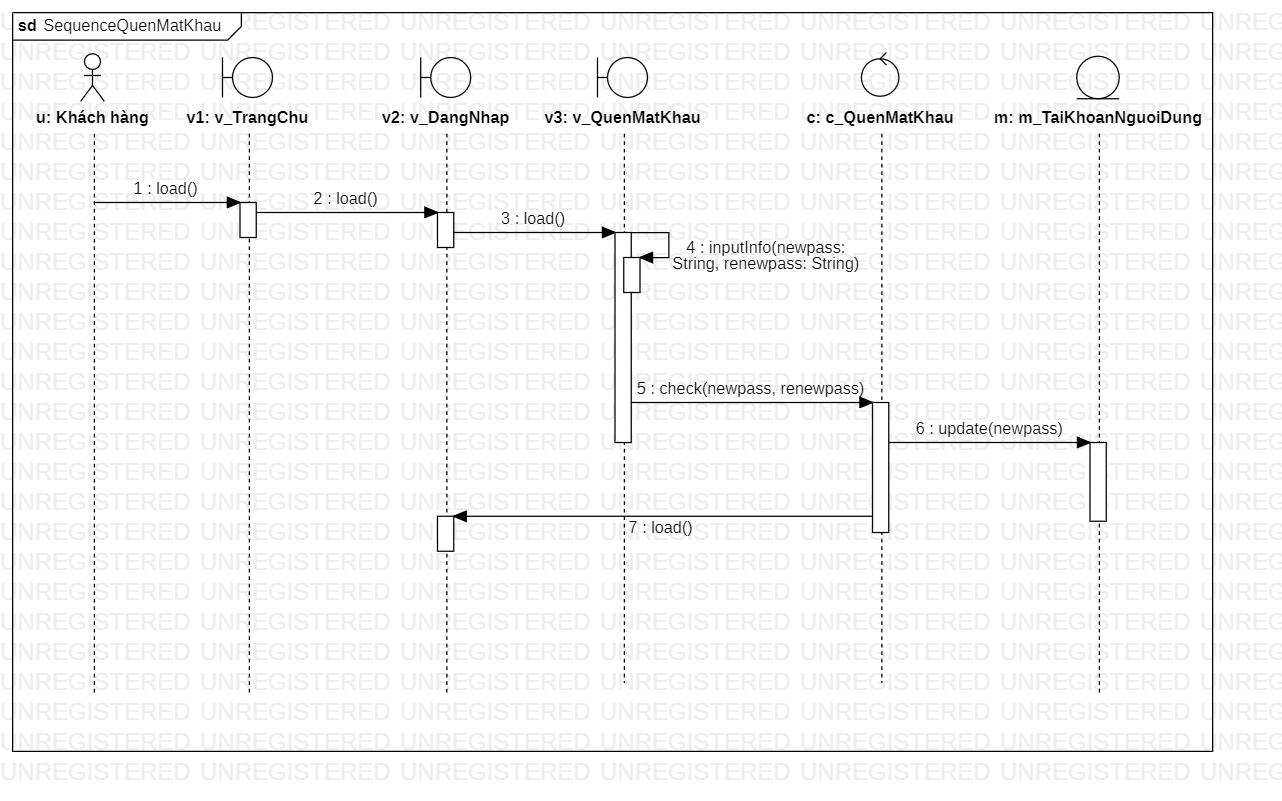 sd SequenceQuenMatKhau
u: Khách hàng
v1: v_TrangChu
v2: v_DangNhap
v3: v_QuenMatKhau
c: c_QuenMatKhau
m: m_TaiKhoanNguoiDung
1 : load()
2 : load()
3 : load()
4 : inputInfo(newpass:
String, renewpass: String)
5 : check(newpass, renewpass)
6 : update(newpass)
7 : load()
UNREGISTERED